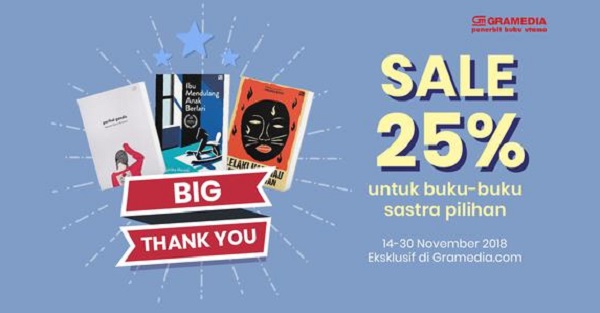 GRAMEDIA
penerbit buku utama
SALE
25%
untuk buku-buku
sastra pilihan
14-30 November 2018
Eksklusif di Gramedia.com
Ibu
Mendulang
Anak
Berlari
BIG
THANK YOU